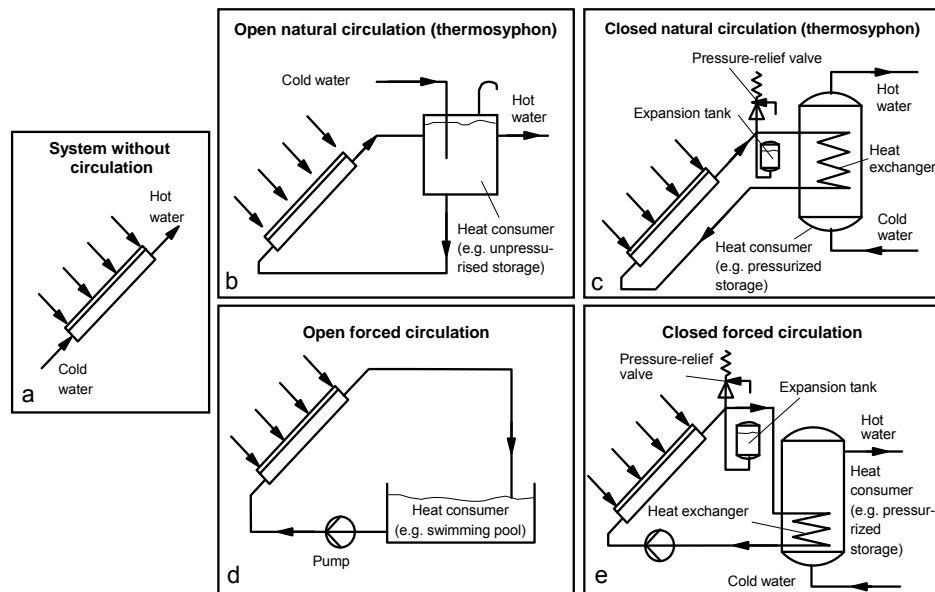 System without
circulation
Hot
water
Cold
water
a
Open natural circulation (thermosyphon)
Cold water
Hot
water
Heat consumer
(e.g. unpressu-
rised storage)
b
Closed natural circulation (thermosyphon)
Pressure-relief valve
Expansion tank
Hot
water
Heat
exchanger
Cold
water
Heat consumer
(e.g. pressurized
storage)
c
Open forced circulation
Heat consumer
(e.g. swimming pool)
Pump
d
Closed forced circulation
Pressure-relief
valve
Expansion tank
Hot
water
Heat
consumer
(e.g. pressur-
rized
storage)
Heat exchanger
Cold water
e